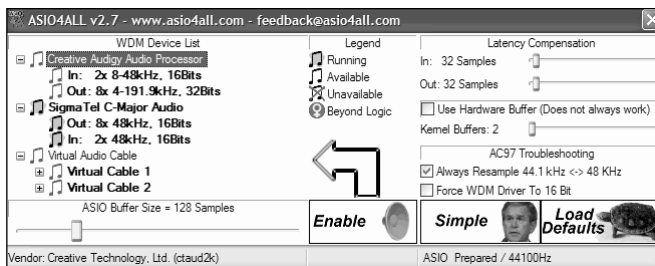 ASIO4ALL v2.7 - www.asio4all.com - feedback@asio4all.com
WDM Device List
Creative Audigy Audio Processor
In: 2x 8-48kHz, 16Bits
Out: 8x 4-191.9kHz, 32Bits
SigmaTel C-Major Audio
Out: 8x 48kHz, 16Bits
In: 2x 48kHz, 16Bits
Virtual Audio Cable
Virtual Cable 1
Virtual Cable 2
ASIO Buffer Size = 128 Samples
Legend
Running
Available
Unavailable
Beyond Logic
Latency Compensation
In: 32 Samples
Out: 32 Samples
Use Hardware Buffer (Does not always work)
Kernel Buffers: 2
AC97 Troubleshooting
Always Resample 44.1 kHz <-> 48 KHz
Force WDM Driver To 16 Bit
Enable
Simple
Load
Defaults
Vendor: Creative Technology, Ltd. (ctaud2k)
ASIO Prepared / 44100Hz